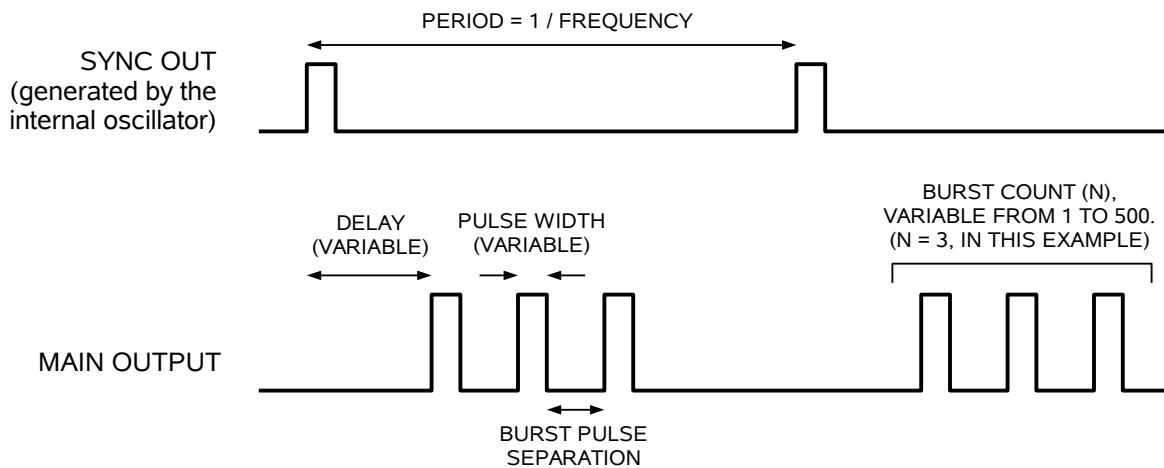 PERIOD = 1 / FREQUENCY
SYNC OUT
(generated by the
internal oscillator)
BURST COUNT (N),
VARIABLE FROM 1 TO 500.
(N = 3, IN THIS EXAMPLE)
DELAY
(VARIABLE)
PULSE WIDTH
(VARIABLE)
MAIN OUTPUT
BURST PULSE
SEPARATION